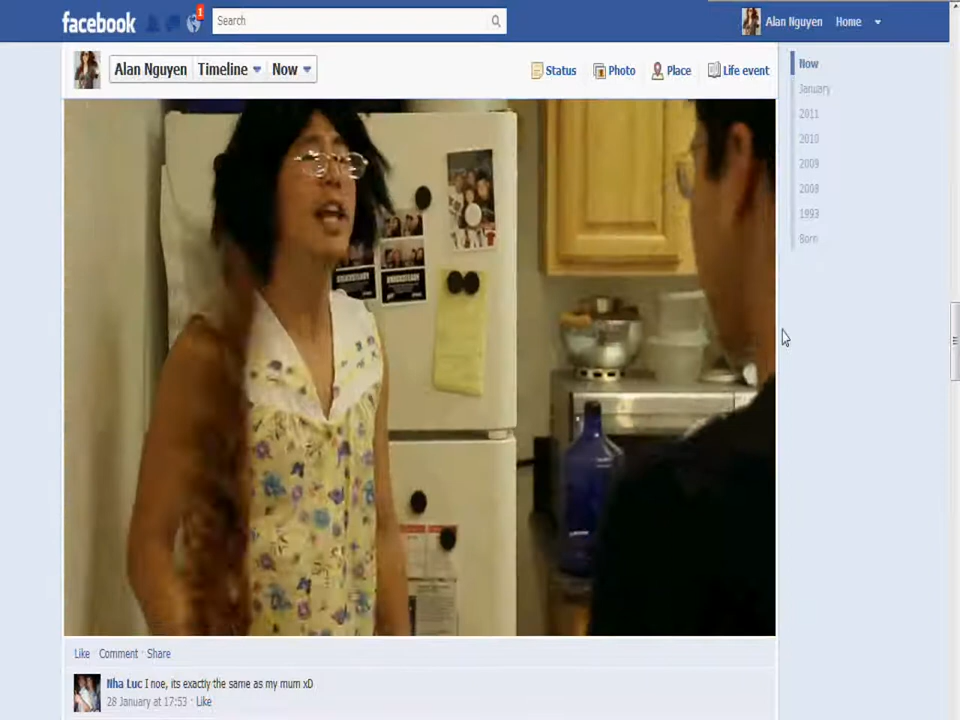 facebook
1
Search
Alan Nguyen
Home
Alan Nguyen
Timeline
Now
Status
Photo
Place
Life event
Now
January
2011
2010
2009
2008
1993
Born
Like · Comment · Share
Nha Luc I noe, its exactly the same as my mum xD
28 January at 17:53 · Like